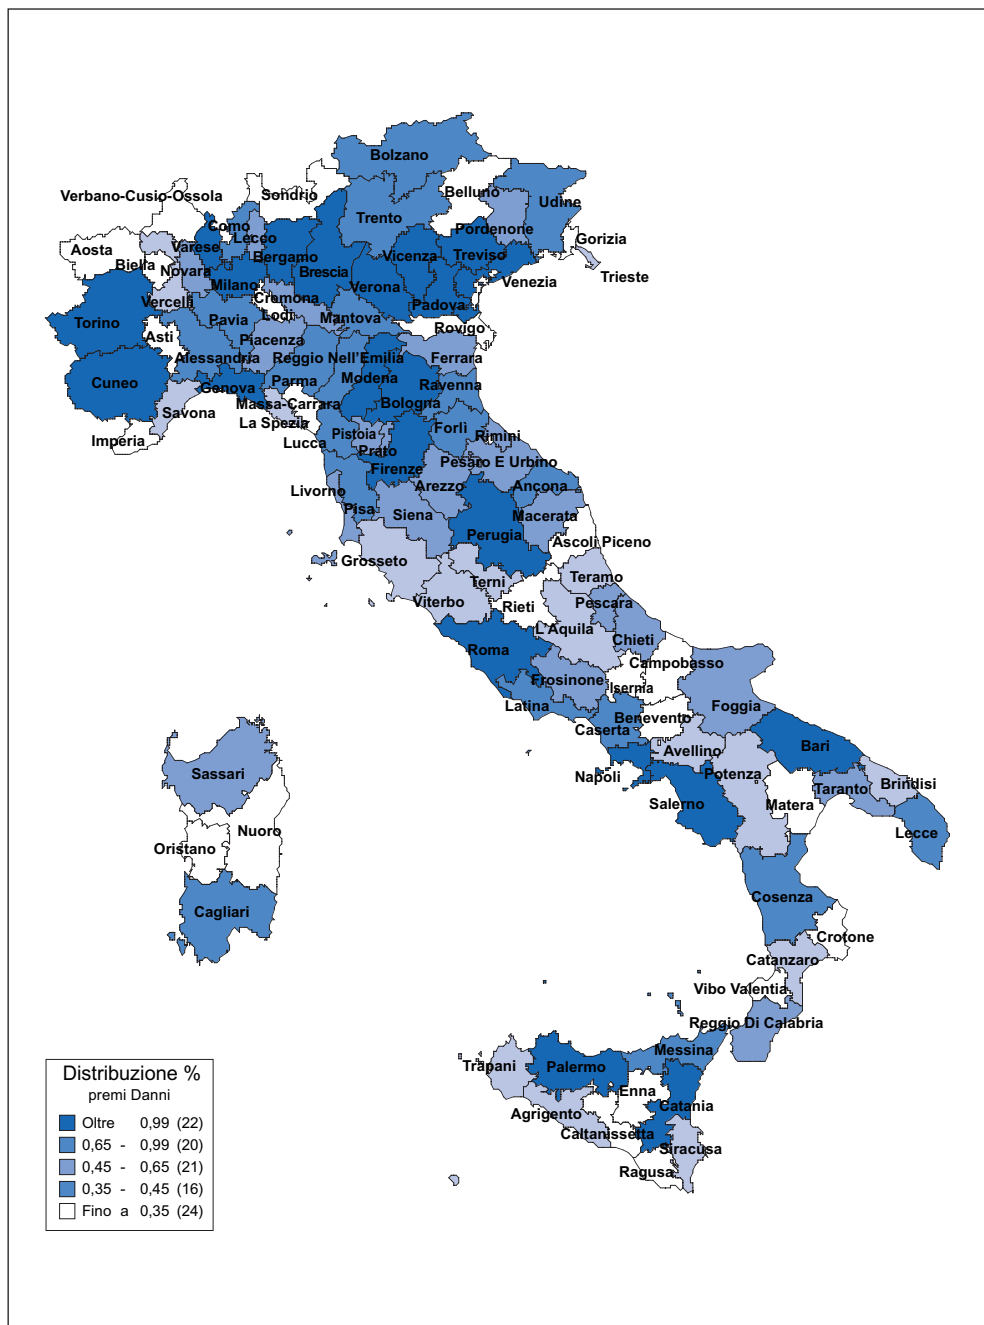 Bolzano
Verbano-Cusio-Ossola
Sondrio
Belluno
Udine
Trento
Como
Lecco
Pordenone
Gorizia
Aosta
Varese
Bergamo
Vicenza
Treviso
Biella
Novara
Brescia
Trieste
Milano
Verona
Venezia
Vercelli
Cremona
Padova
Lodi
Torino
Pavia
Mantova
Rovigo
Asti
Piacenza
Alessandria
Reggio Nell'Emilia
Ferrara
Cuneo
Genova
Parma
Modena
Ravenna
Massa-Carrara
Bologna
Savona
La Spezia
Forlì
Imperia
Lucca
Pistoia
Rimini
Prato
Firenze
Pesaro E Urbino
Livorno
Arezzo
Ancona
Pisa
Siena
Macerata
Perugia
Ascoli Piceno
Grosseto
Terni
Teramo
Viterbo
Rieti
Pescara
L'Aquila
Chieti
Roma
Campobasso
Frosinone
Isernia
Latina
Foggia
Benevento
Caserta
Bari
Avellino
Napoli
Potenza
Sassari
Brindisi
Taranto
Salerno
Matera
Nuoro
Lecce
Oristano
Cosenza
Cagliari
Crotone
Catanzaro
Vibo Valentia
Reggio Di Calabria
Messina
Trapani
Palermo
Enna
Catania
Agrigento
Caltanissetta
Siracusa
Ragusa
Distribuzione %
premi Danni
Oltre 0,99 (22)
0,65 - 0,99 (20)
0,45 - 0,65 (21)
0,35 - 0,45 (16)
Fino a 0,35 (24)